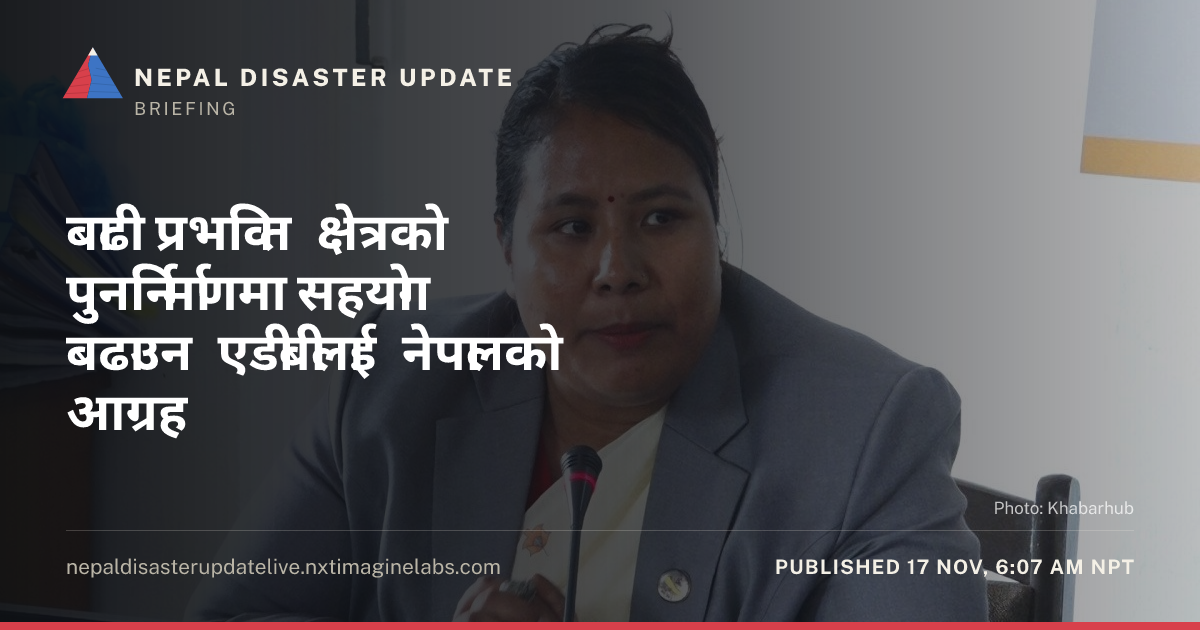 NEPAL DISASTER UPDATE
BRIEFING
बाढी प्रभावित क्षेत्रको
पुनर्निर्माणमा सहयोग
बढाउन एडीबीलाई नेपालको
आग्रह
Photo: Khabarhub
nepaldisasterupdatelive.nxtimaginelabs.com
PUBLISHED 17 NOV, 6:07 AM NPT